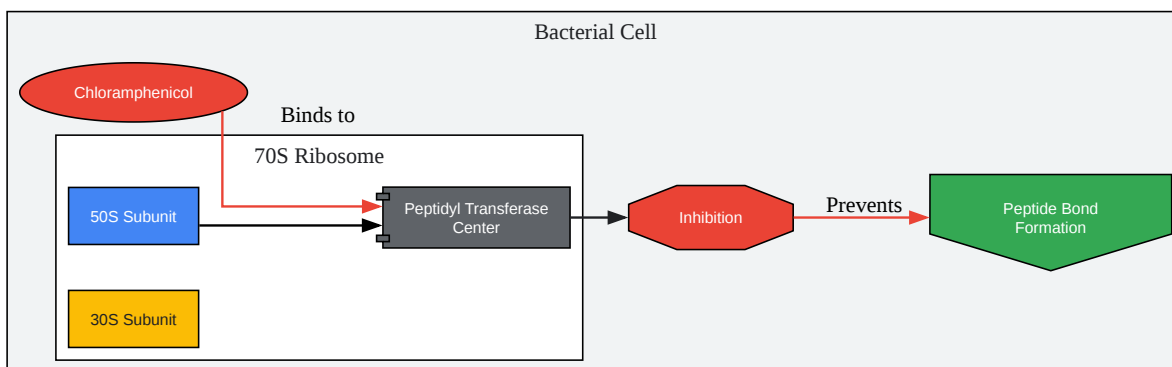 Bacterial Cell
Chloramphenicol
Binds to
70S Ribosome
50S Subunit
Peptidyl Transferase
Center
Inhibition
Prevents
Peptide Bond
Formation
30S Subunit